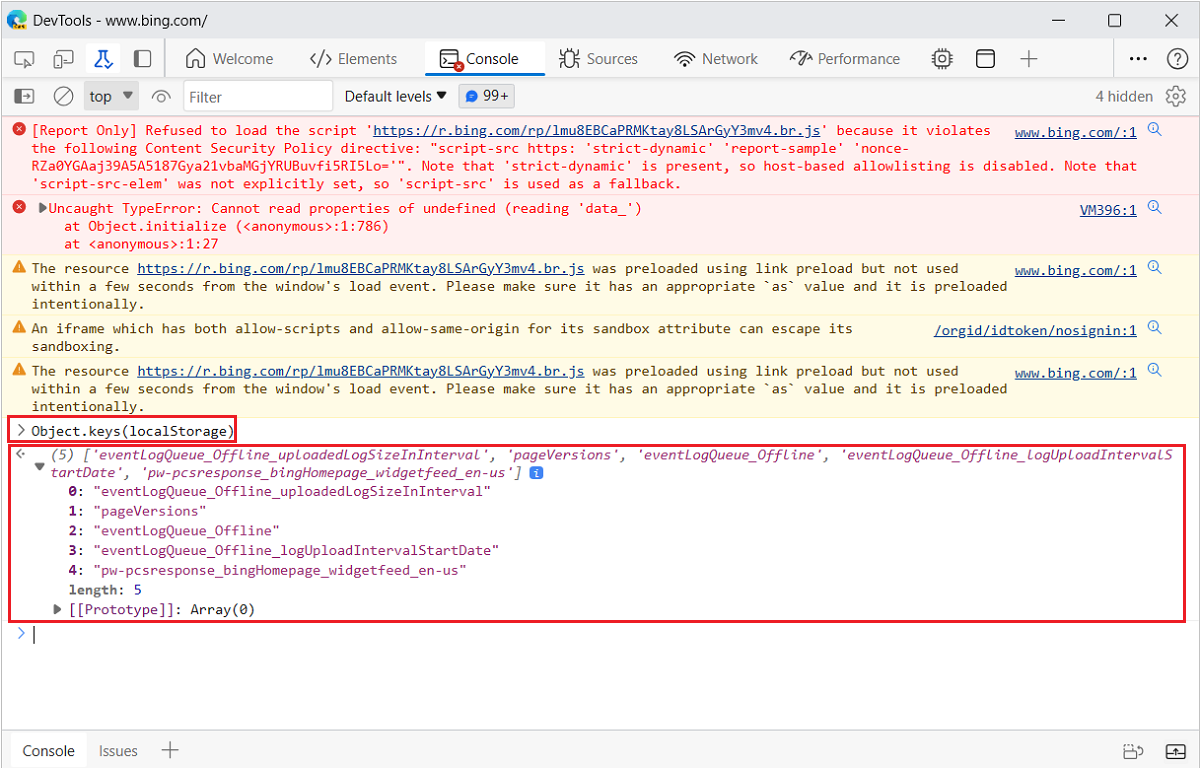 DevTools - www.bing.com/
Welcome
Elements
Console
Sources
Network
Performance
top
Filter
Default levels
99+
4 hidden
[Report Only] Refused to load the script 'https://r.bing.com/rp/lmu8EBCaPRMKtay8LSArGyY3mv4.br.js' because it violates www.bing.com/:1
the following Content Security Policy directive: "script-src https: 'strict-dynamic' 'report-sample' 'nonce-
RZa0YGAaj39A5A5187Gya21vbaMGjYRUBuvfi5RI5Lo='". Note that 'strict-dynamic' is present, so host-based allowlisting is disabled. Note that
'script-src-elem' was not explicitly set, so 'script-src' is used as a fallback.
Uncaught TypeError: Cannot read properties of undefined (reading 'data_') VM396:1
at Object.initialize (<anonymous>:1:786)
at <anonymous>:1:27
The resource https://r.bing.com/rp/lmu8EBCaPRMKtay8LSArGyY3mv4.br.js was preloaded using link preload but not used www.bing.com/:1
within a few seconds from the window's load event. Please make sure it has an appropriate `as` value and it is preloaded
intentionally.
An iframe which has both allow-scripts and allow-same-origin for its sandbox attribute can escape its /orgid/idtoken/nosignin:1
sandboxing.
The resource https://r.bing.com/rp/lmu8EBCaPRMKtay8LSArGyY3mv4.br.js was preloaded using link preload but not used www.bing.com/:1
within a few seconds from the window's load event. Please make sure it has an appropriate `as` value and it is preloaded
intentionally.
Object.keys(localStorage)
(5) ['eventLogQueue_Offline_uploadedLogSizeInInterval', 'pageVersions', 'eventLogQueue_Offline', 'eventLogQueue_Offline_logUploadIntervalS
tartDate', 'pw-pcsresponse_bingHomepage_widgetfeed_en-us']
0: "eventLogQueue_Offline_uploadedLogSizeInInterval"
1: "pageVersions"
2: "eventLogQueue_Offline"
3: "eventLogQueue_Offline_logUploadIntervalStartDate"
4: "pw-pcsresponse_bingHomepage_widgetfeed_en-us"
length: 5
[[Prototype]]: Array(0)
Console
Issues